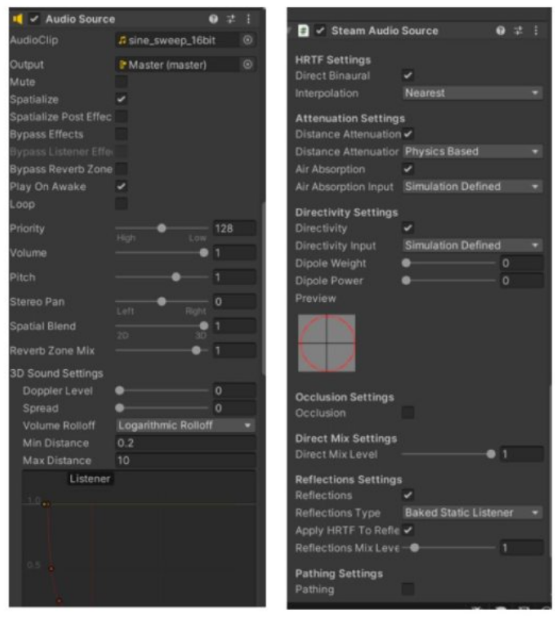 Audio Source
AudioClip
sine_sweep_16bit
Output
Master (master)
Mute
Spatialize
Spatialize Post Effec
Bypass Effects
Bypass Listener Effe
Bypass Reverb Zone
Play On Awake
Loop
Priority
128
High Low
Volume
1
Pitch
1
Stereo Pan
0
Left Right
Spatial Blend
1
2D 3D
Reverb Zone Mix
1
3D Sound Settings
Doppler Level
0
Spread
0
Volume Rolloff
Logarithmic Rolloff
Min Distance
0.2
Max Distance
10
Listener
1.0
0.5
Steam Audio Source
HRTF Settings
Direct Binaural
Interpolation
Nearest
Attenuation Settings
Distance Attenuation
Distance Attenuation
Physics Based
Air Absorption
Air Absorption Input
Simulation Defined
Directivity Settings
Directivity
Directivity Input
Simulation Defined
Dipole Weight
0
Dipole Power
0
Preview
Occlusion Settings
Occlusion
Direct Mix Settings
Direct Mix Level
1
Reflections Settings
Reflections
Reflections Type
Baked Static Listener
Apply HRTF To Refle
Reflections Mix Leve
1
Pathing Settings
Pathing